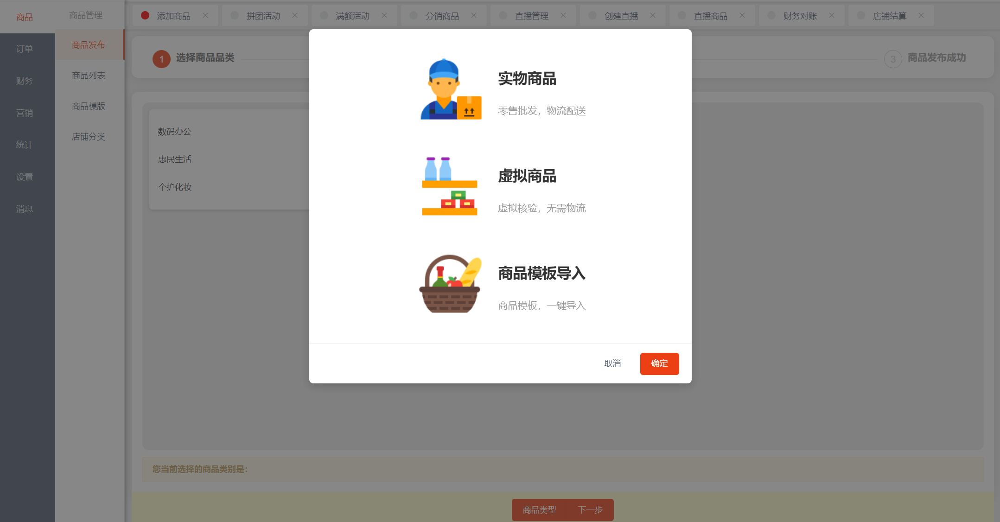 商品
订单
财务
营销
统计
设置
消息
商品管理
商品发布
商品列表
商品模版
店铺分类
添加商品
拼团活动
满额活动
分销商品
直播管理
创建直播
直播商品
财务对账
店铺结算
1 选择商品品类
3 商品发布成功
数码办公
惠民生活
个护化妆
实物商品
零售批发，物流配送
虚拟商品
虚拟核验，无需物流
商品模板导入
商品模板，一键导入
取消
确定
您当前选择的商品类别是：
商品类型
下一步